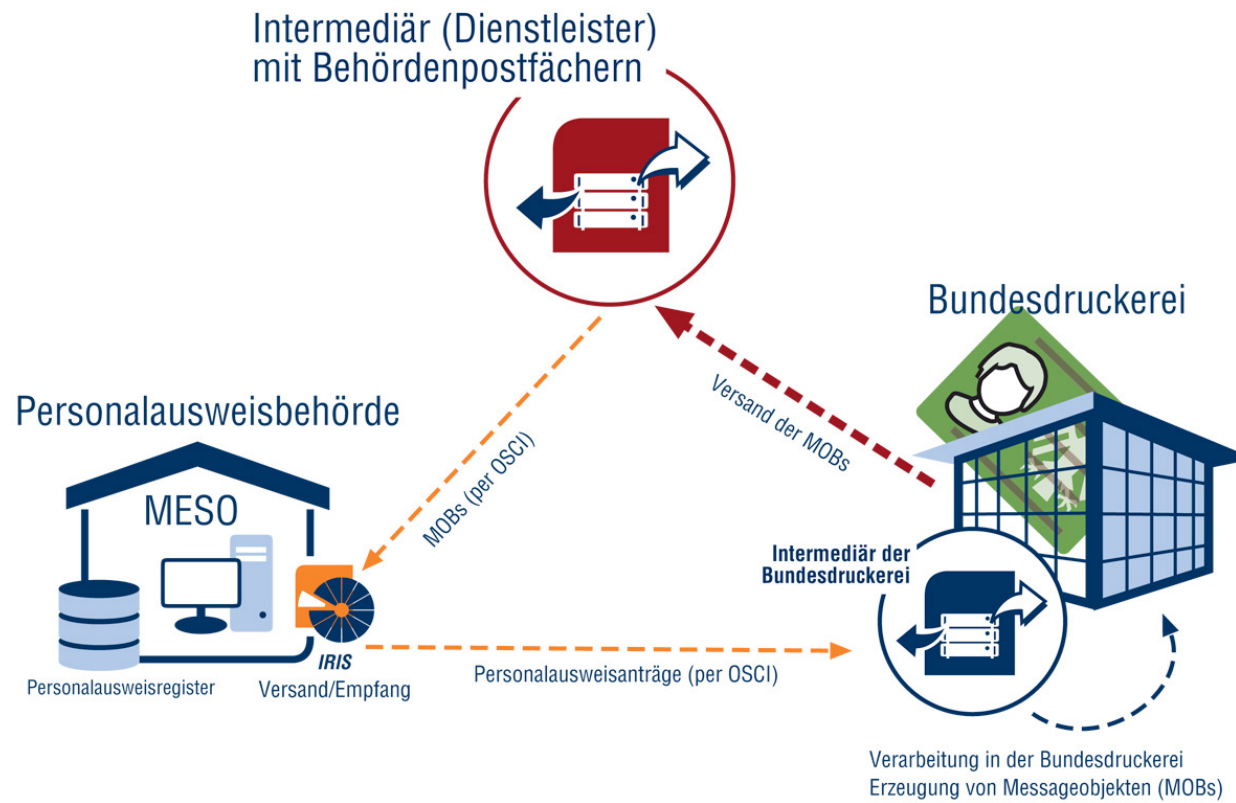 Intermediär (Dienstleister)
mit Behördenpostfächern
Bundesdruckerei
Versand der MOBs
Personalausweisbehörde
MOBs (per OSCI)
MESO
Intermediär der
Bundesdruckerei
IRIS
Personalausweisregister
Versand/Empfang
Personalausweisanträge (per OSCI)
Verarbeitung in der Bundesdruckerei
Erzeugung von Messageobjekten (MOBs)